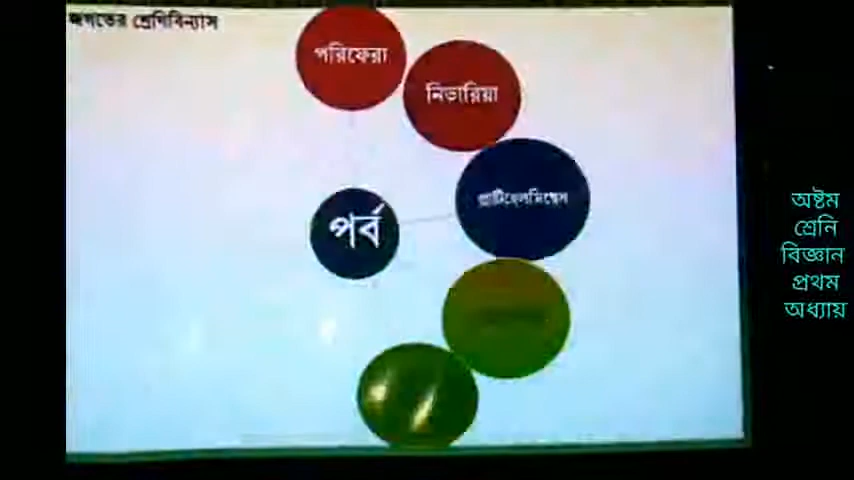 জগতের শ্রেণিবিন্যাস
পরিফেরা
নিডারিয়া
প্লাটিহেলমিন্থেস
পর্ব
অষ্টম
শ্রেনি
বিজ্ঞান
প্রথম
অধ্যায়